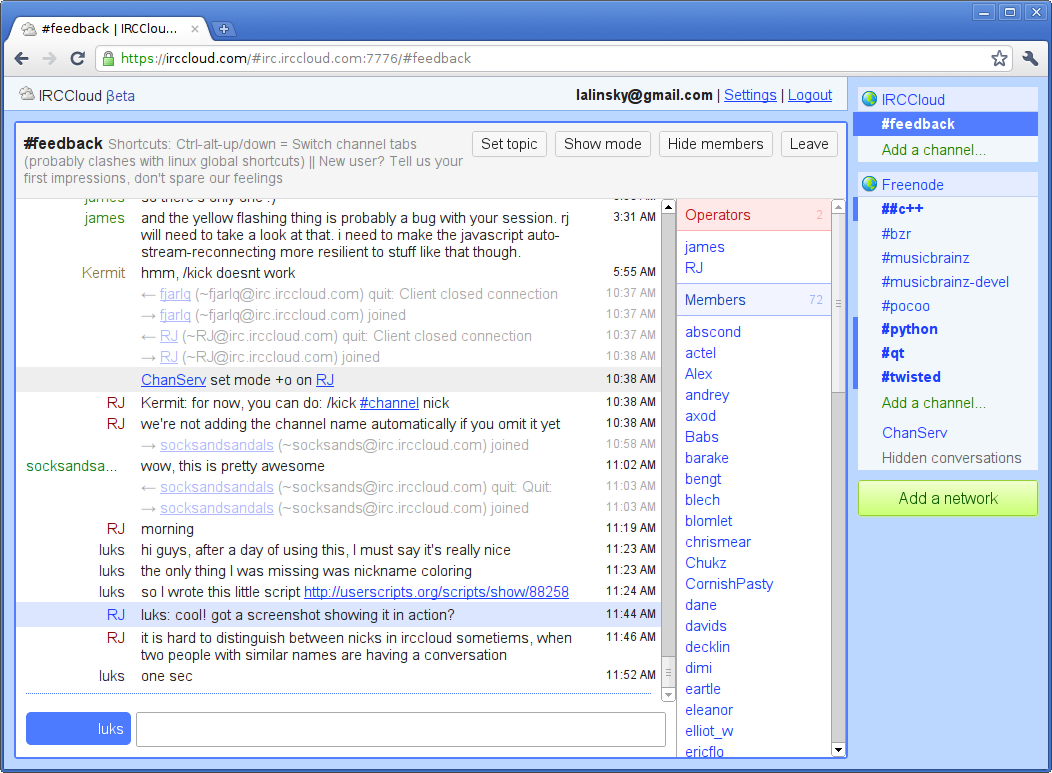 #feedback | IRCClou...
https://irccloud.com/#irc.irccloud.com:7776/#feedback
IRCCloud βeta
lalinsky@gmail.com | Settings | Logout
#feedback Shortcuts: Ctrl-alt-up/down = Switch channel tabs
(probably clashes with linux global shortcuts) || New user? Tell us your
first impressions, don't spare our feelings
Set topic
Show mode
Hide members
Leave
james and the yellow flashing thing is probably a bug with your session. rj 3:31 AM
will need to take a look at that. i need to make the javascript auto-
stream-reconnecting more resilient to stuff like that though.
Kermit hmm, /kick doesnt work 5:55 AM
← fjarlq (~fjarlq@irc.irccloud.com) quit: Client closed connection 10:37 AM
→ fjarlq (~fjarlq@irc.irccloud.com) joined 10:37 AM
← RJ (~RJ@irc.irccloud.com) quit: Client closed connection 10:37 AM
→ RJ (~RJ@irc.irccloud.com) joined 10:38 AM
ChanServ set mode +o on RJ 10:38 AM
RJ Kermit: for now, you can do: /kick #channel nick 10:38 AM
RJ we're not adding the channel name automatically if you omit it yet 10:38 AM
→ socksandsandals (~socksands@irc.irccloud.com) joined 10:58 AM
socksandsa... wow, this is pretty awesome 11:02 AM
← socksandsandals (~socksands@irc.irccloud.com) quit: Quit: 11:03 AM
→ socksandsandals (~socksands@irc.irccloud.com) joined 11:03 AM
RJ morning 11:19 AM
luks hi guys, after a day of using this, I must say it's really nice 11:23 AM
luks the only thing I was missing was nickname coloring 11:23 AM
luks so I wrote this little script http://userscripts.org/scripts/show/88258 11:24 AM
RJ luks: cool! got a screenshot showing it in action? 11:44 AM
RJ it is hard to distinguish between nicks in irccloud sometiems, when 11:46 AM
two people with similar names are having a conversation
luks one sec 11:52 AM
luks
Operators 2
james
RJ
Members 72
abscond
actel
Alex
andrey
axod
Babs
barake
bengt
blech
blomlet
chrismear
Chukz
CornishPasty
dane
davids
decklin
dimi
eartle
eleanor
elliot_w
ericflo
IRCCloud
#feedback
Add a channel...
Freenode
##c++
#bzr
#musicbrainz
#musicbrainz-devel
#pocoo
#python
#qt
#twisted
Add a channel...
ChanServ
Hidden conversations
Add a network